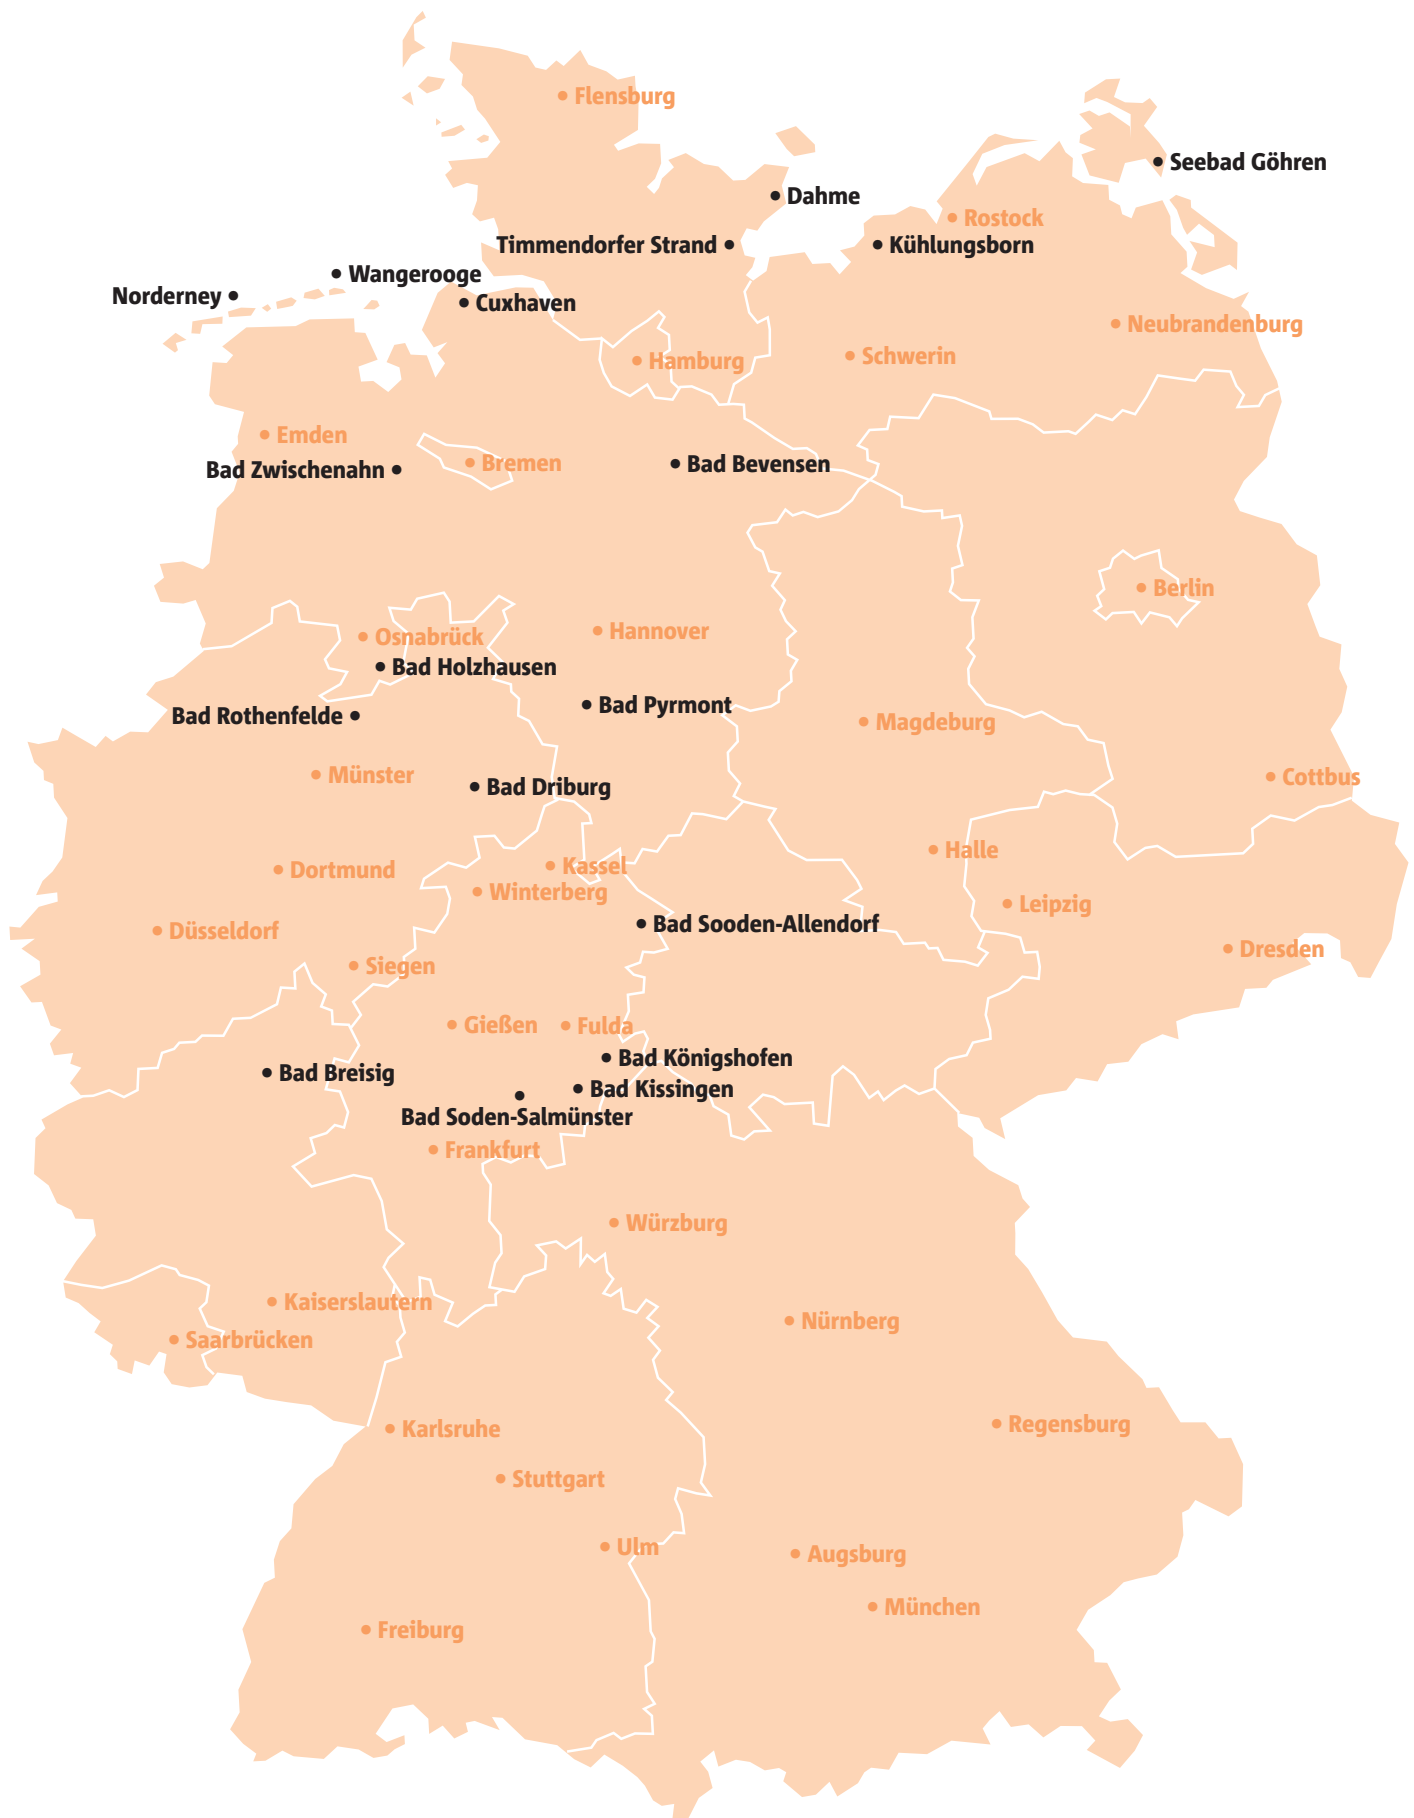 Flensburg
Seebad Göhren
Dahme
Rostock
Timmendorfer Strand
Kühlungsborn
Wangerooge
Norderney
Cuxhaven
Neubrandenburg
Schwerin
Hamburg
Emden
Bremen
Bad Bevensen
Bad Zwischenahn
Berlin
Hannover
Osnabrück
Bad Holzhausen
Bad Pyrmont
Bad Rothenfelde
Magdeburg
Münster
Cottbus
Bad Driburg
Halle
Kassel
Dortmund
Winterberg
Leipzig
Bad Sooden-Allendorf
Düsseldorf
Dresden
Siegen
Gießen
Fulda
Bad Königshofen
Bad Breisig
Bad Kissingen
Bad Soden-Salmünster
Frankfurt
Würzburg
Kaiserslautern
Nürnberg
Saarbrücken
Regensburg
Karlsruhe
Stuttgart
Ulm
Augsburg
München
Freiburg